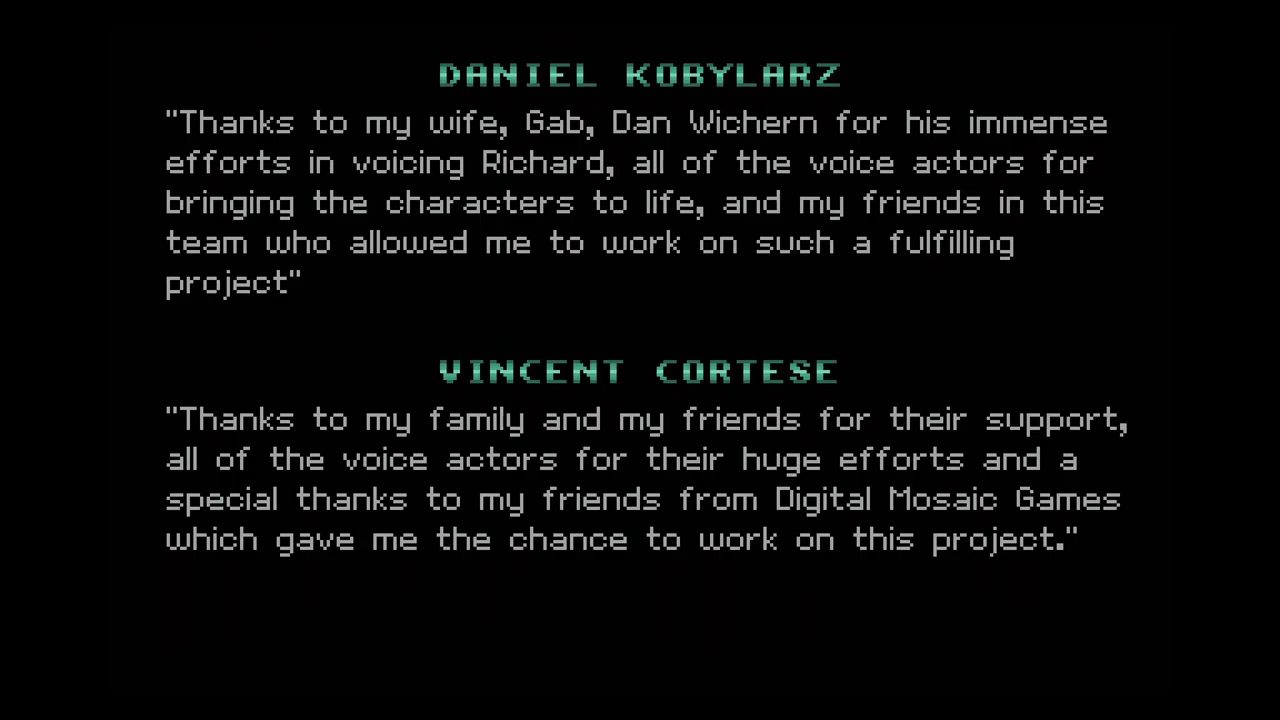 DANIEL KOBYLARZ
"Thanks to my wife, Gab, Dan Wichern for his immense
efforts in voicing Richard, all of the voice actors for
bringing the characters to life, and my friends in this
team who allowed me to work on such a fulfilling
project"
VINCENT CORTESE
"Thanks to my family and my friends for their support,
all of the voice actors for their huge efforts and a
special thanks to my friends from Digital Mosaic Games
which gave me the chance to work on this project."